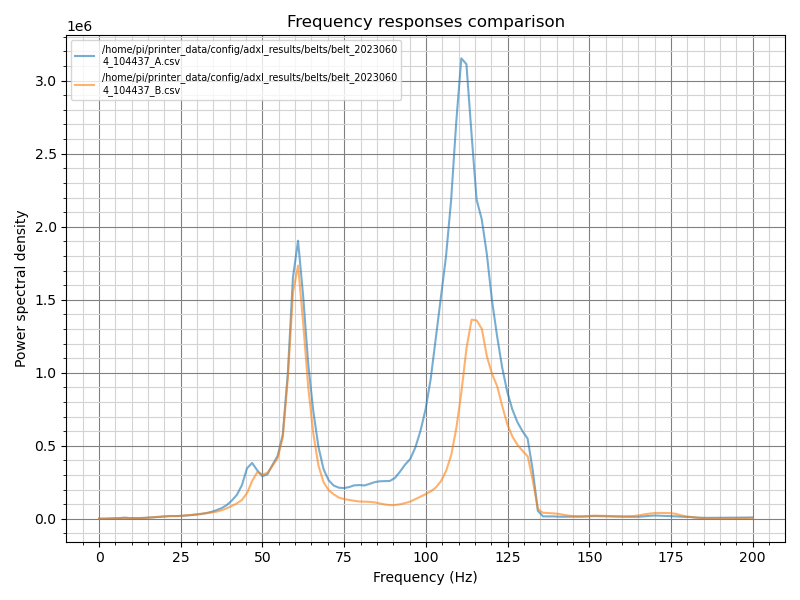 Frequency responses comparison
1e6
/home/pi/printer_data/config/adxl_results/belts/belt_2023060
4_104437_A.csv
/home/pi/printer_data/config/adxl_results/belts/belt_2023060
4_104437_B.csv
3.0
2.5
2.0
1.5
1.0
0.5
0.0
Power spectral density
0 25 50 75 100 125 150 175 200
Frequency (Hz)